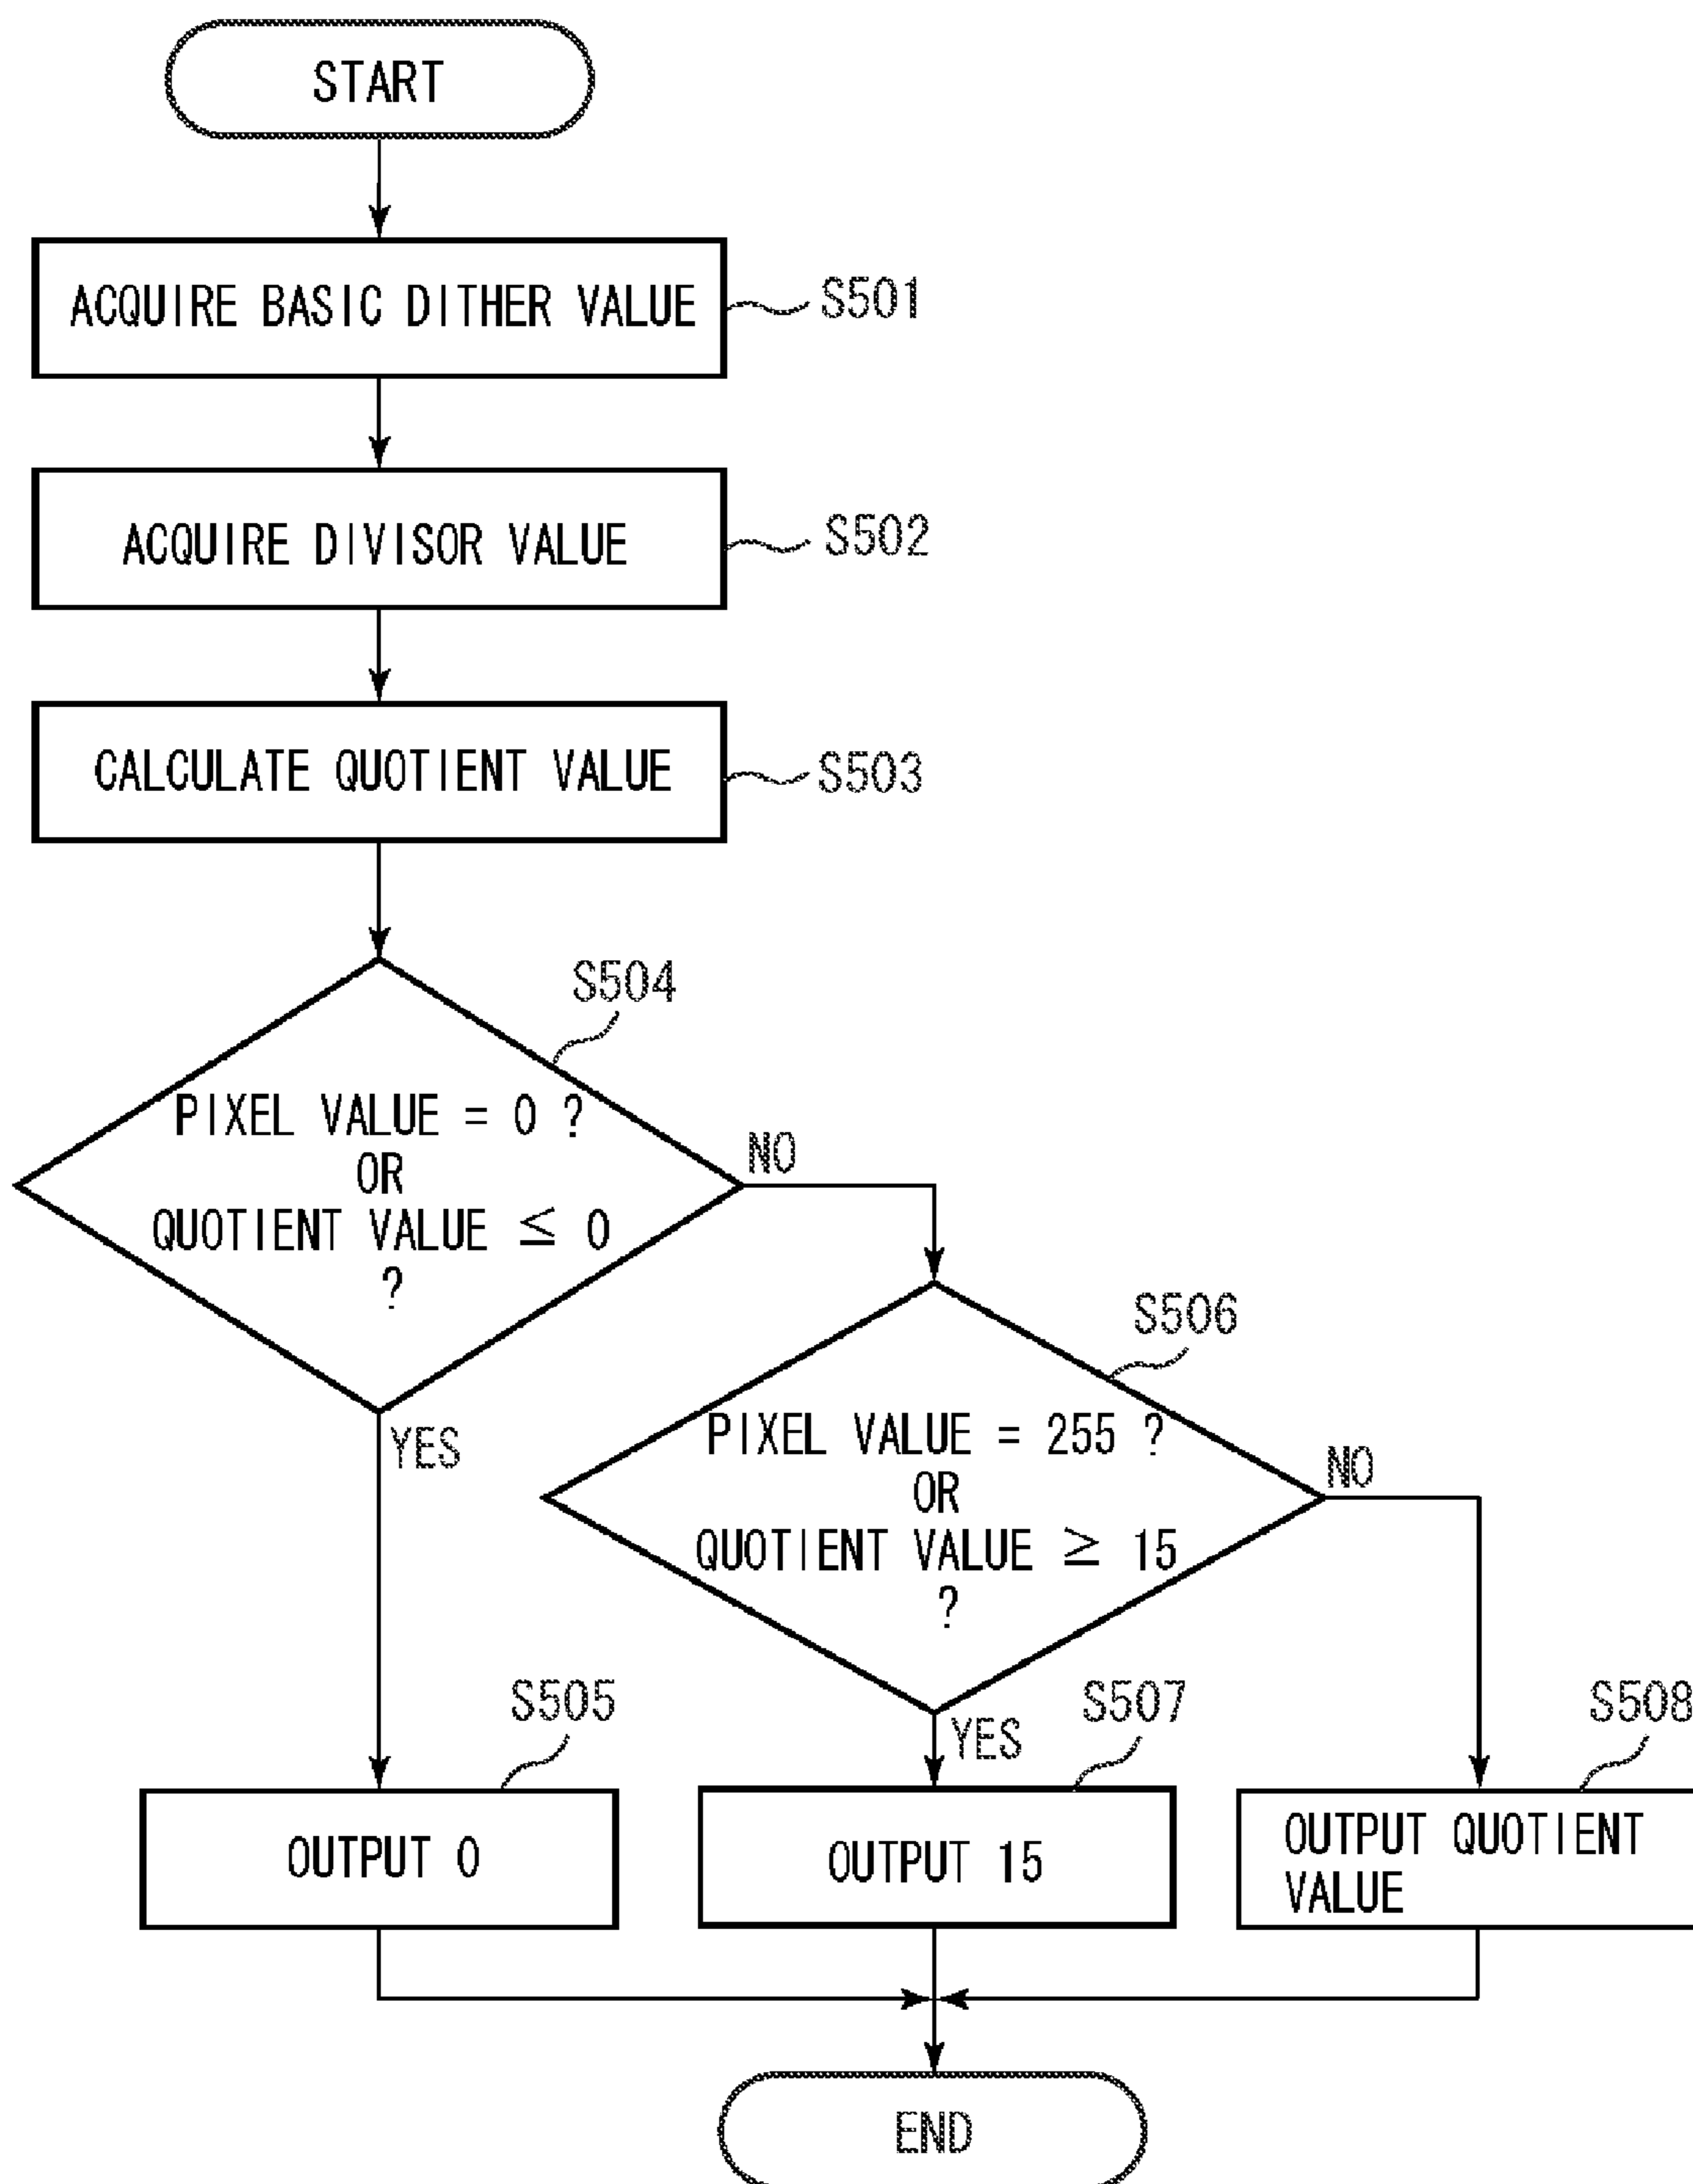 START
ACQUIRE BASIC DITHER VALUE
S501
ACQUIRE DIVISOR VALUE
S502
CALCULATE QUOTIENT VALUE
S503
S504
PIXEL VALUE = 0 ?
OR
QUOTIENT VALUE ≦ 0
?
NO
YES
S506
PIXEL VALUE = 255 ?
OR
QUOTIENT VALUE ≧ 15
?
NO
YES
S505
OUTPUT 0
S507
OUTPUT 15
S508
OUTPUT QUOTIENT
VALUE
END